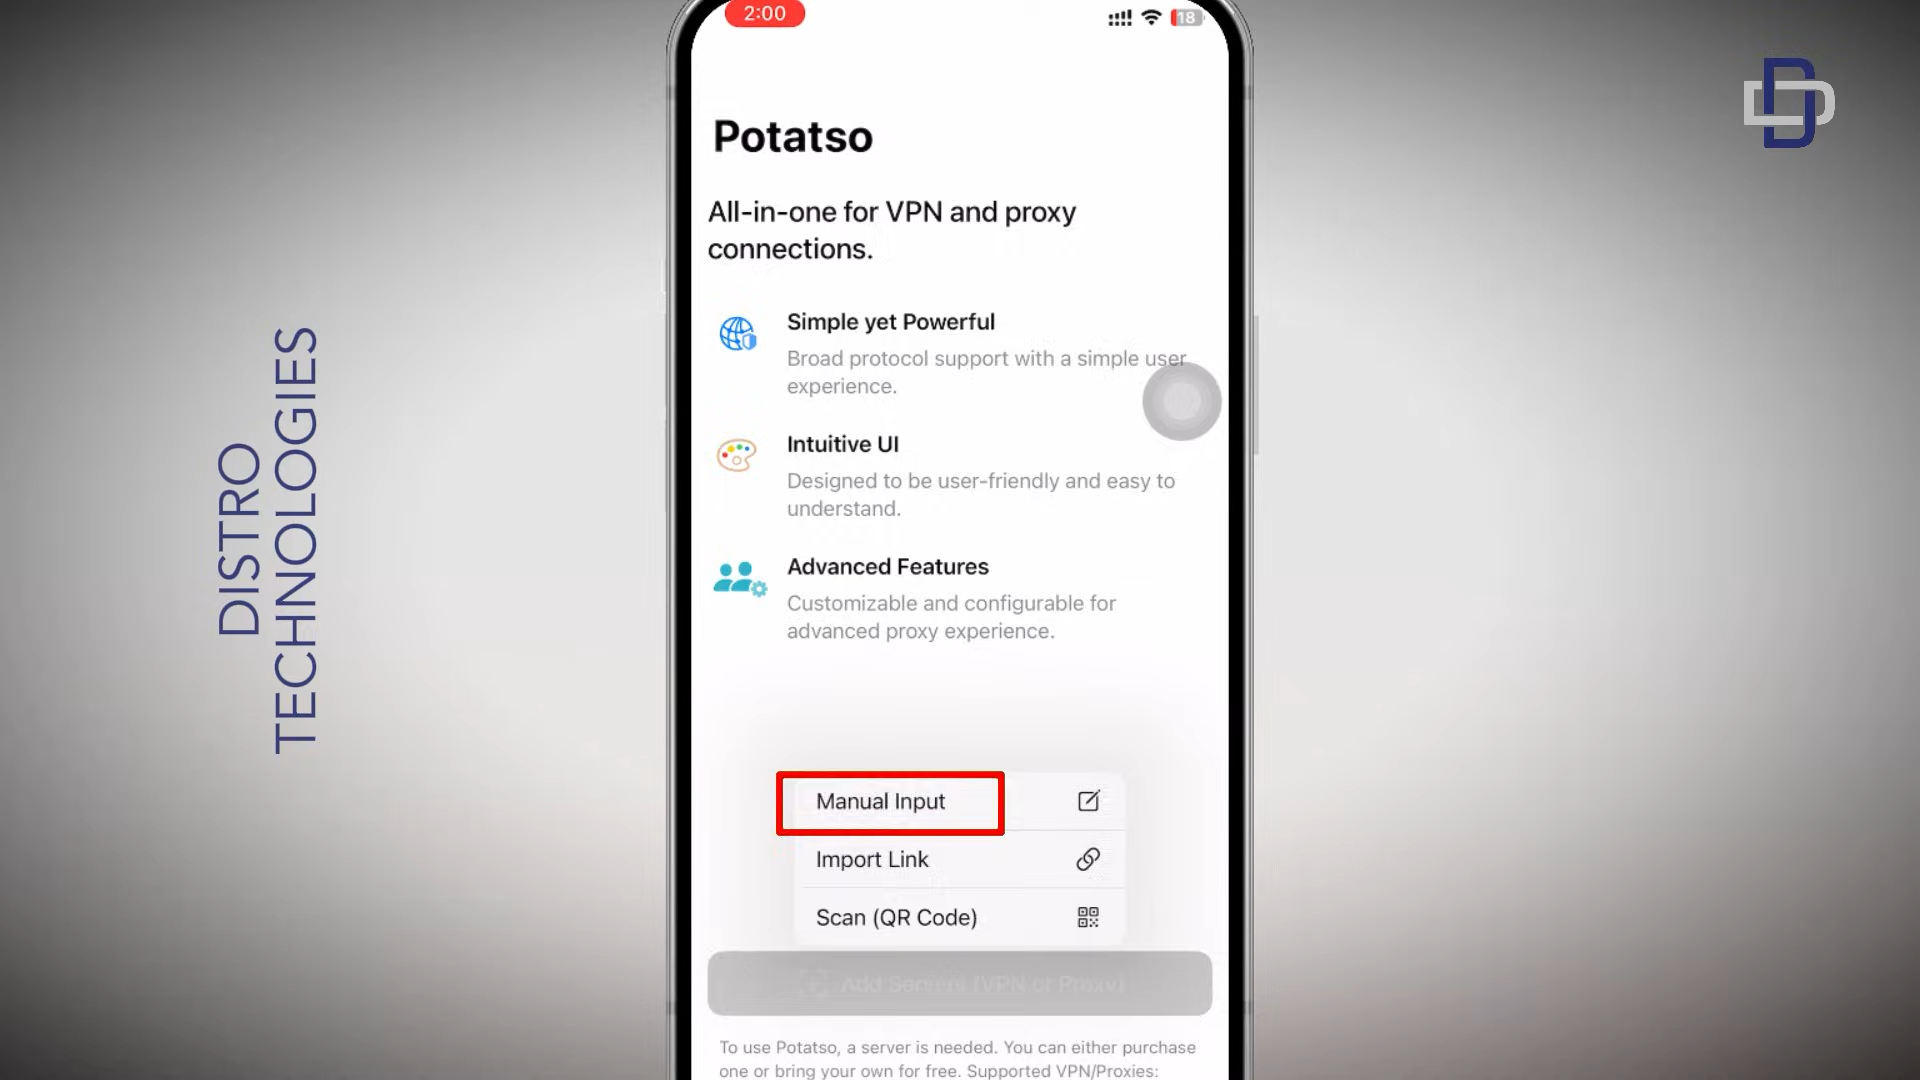 2:00
18
Potatso
All-in-one for VPN and proxy
connections.
Simple yet Powerful
Broad protocol support with a simple user
experience.
Intuitive UI
Designed to be user-friendly and easy to
understand.
Advanced Features
Customizable and configurable for
advanced proxy experience.
Manual Input
Import Link
Scan (QR Code)
Add Servers (VPN or Proxy)
To use Potatso, a server is needed. You can either purchase
one or bring your own for free. Supported VPN/Proxies:
DISTRO
TECHNOLOGIES